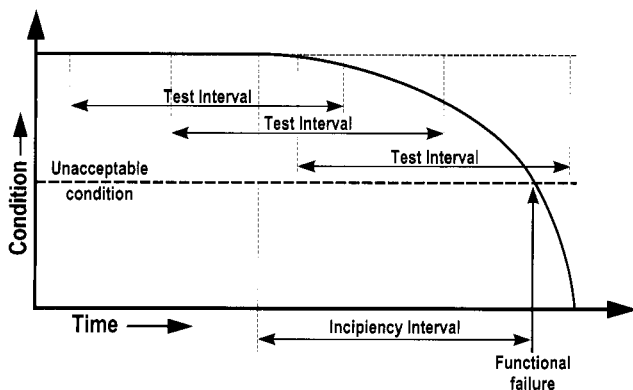 Test Interval
Test Interval
Test Interval
Unacceptable
condition
Condition
Time
Incipiency Interval
Functional
failure